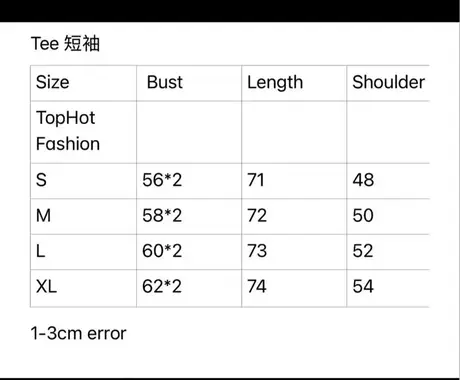 Tee 短袖
Size Bust Length Shoulder
TopHot
Fashion
S 56*2 71 48
M 58*2 72 50
L 60*2 73 52
XL 62*2 74 54
1-3cm error